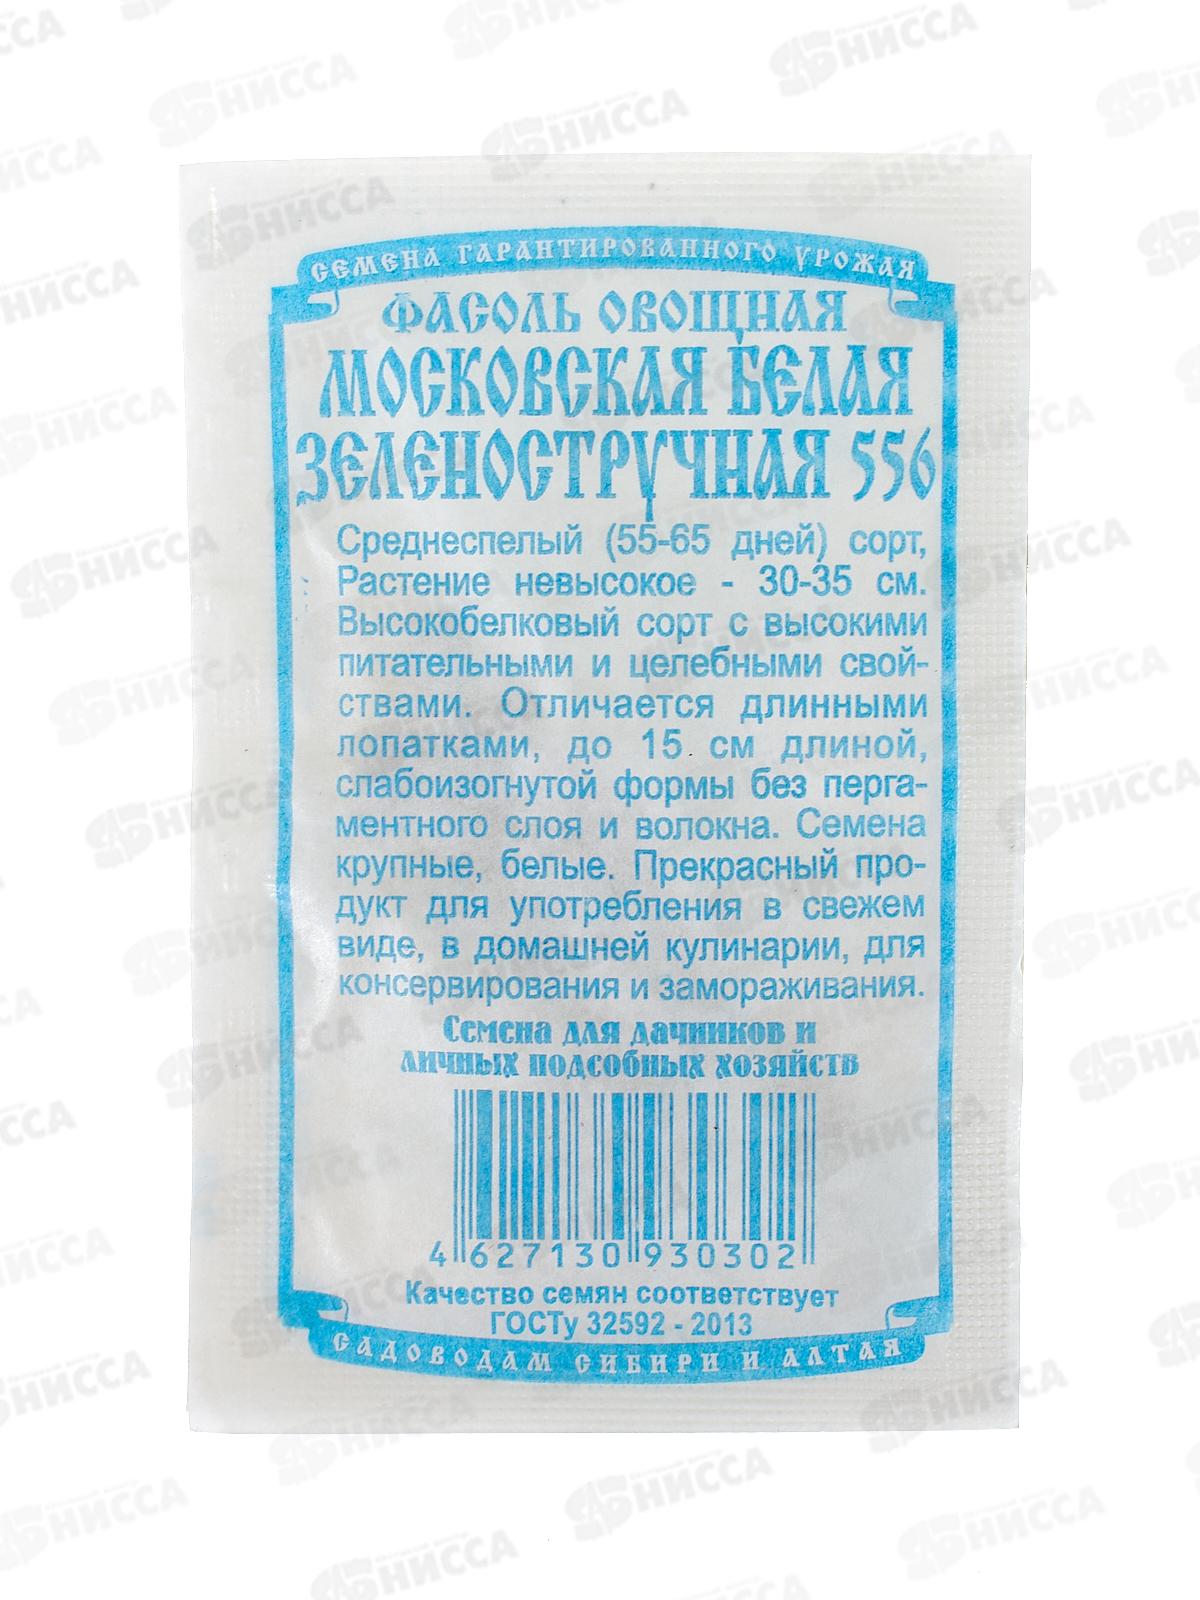 СЕМЕНА ГАРАНТИРОВАННОГО УРОЖАЯ
ФАСОЛЬ ОВОЩНАЯ
МОСКОВСКАЯ БЕЛАЯ
ЗЕЛЕНОСТРУЧНАЯ 556
Среднеспелый (55-65 дней) сорт,
Растение невысокое - 30-35 см.
Высокобелковый сорт с высокими
питательными и целебными свой-
ствами. Отличается длинными
лопатками, до 15 см длиной,
слабоизогнутой формы без перга-
ментного слоя и волокна. Семена
крупные, белые. Прекрасный про-
дукт для употребления в свежем
виде, в домашней кулинарии, для
консервирования и замораживания.
Семена для дачников и
личных подсобных хозяйств
4 627130 930302
Качество семян соответствует
ГОСТу 32592 - 2013
САДОВОДАМ СИБИРИ И АЛТАЯ